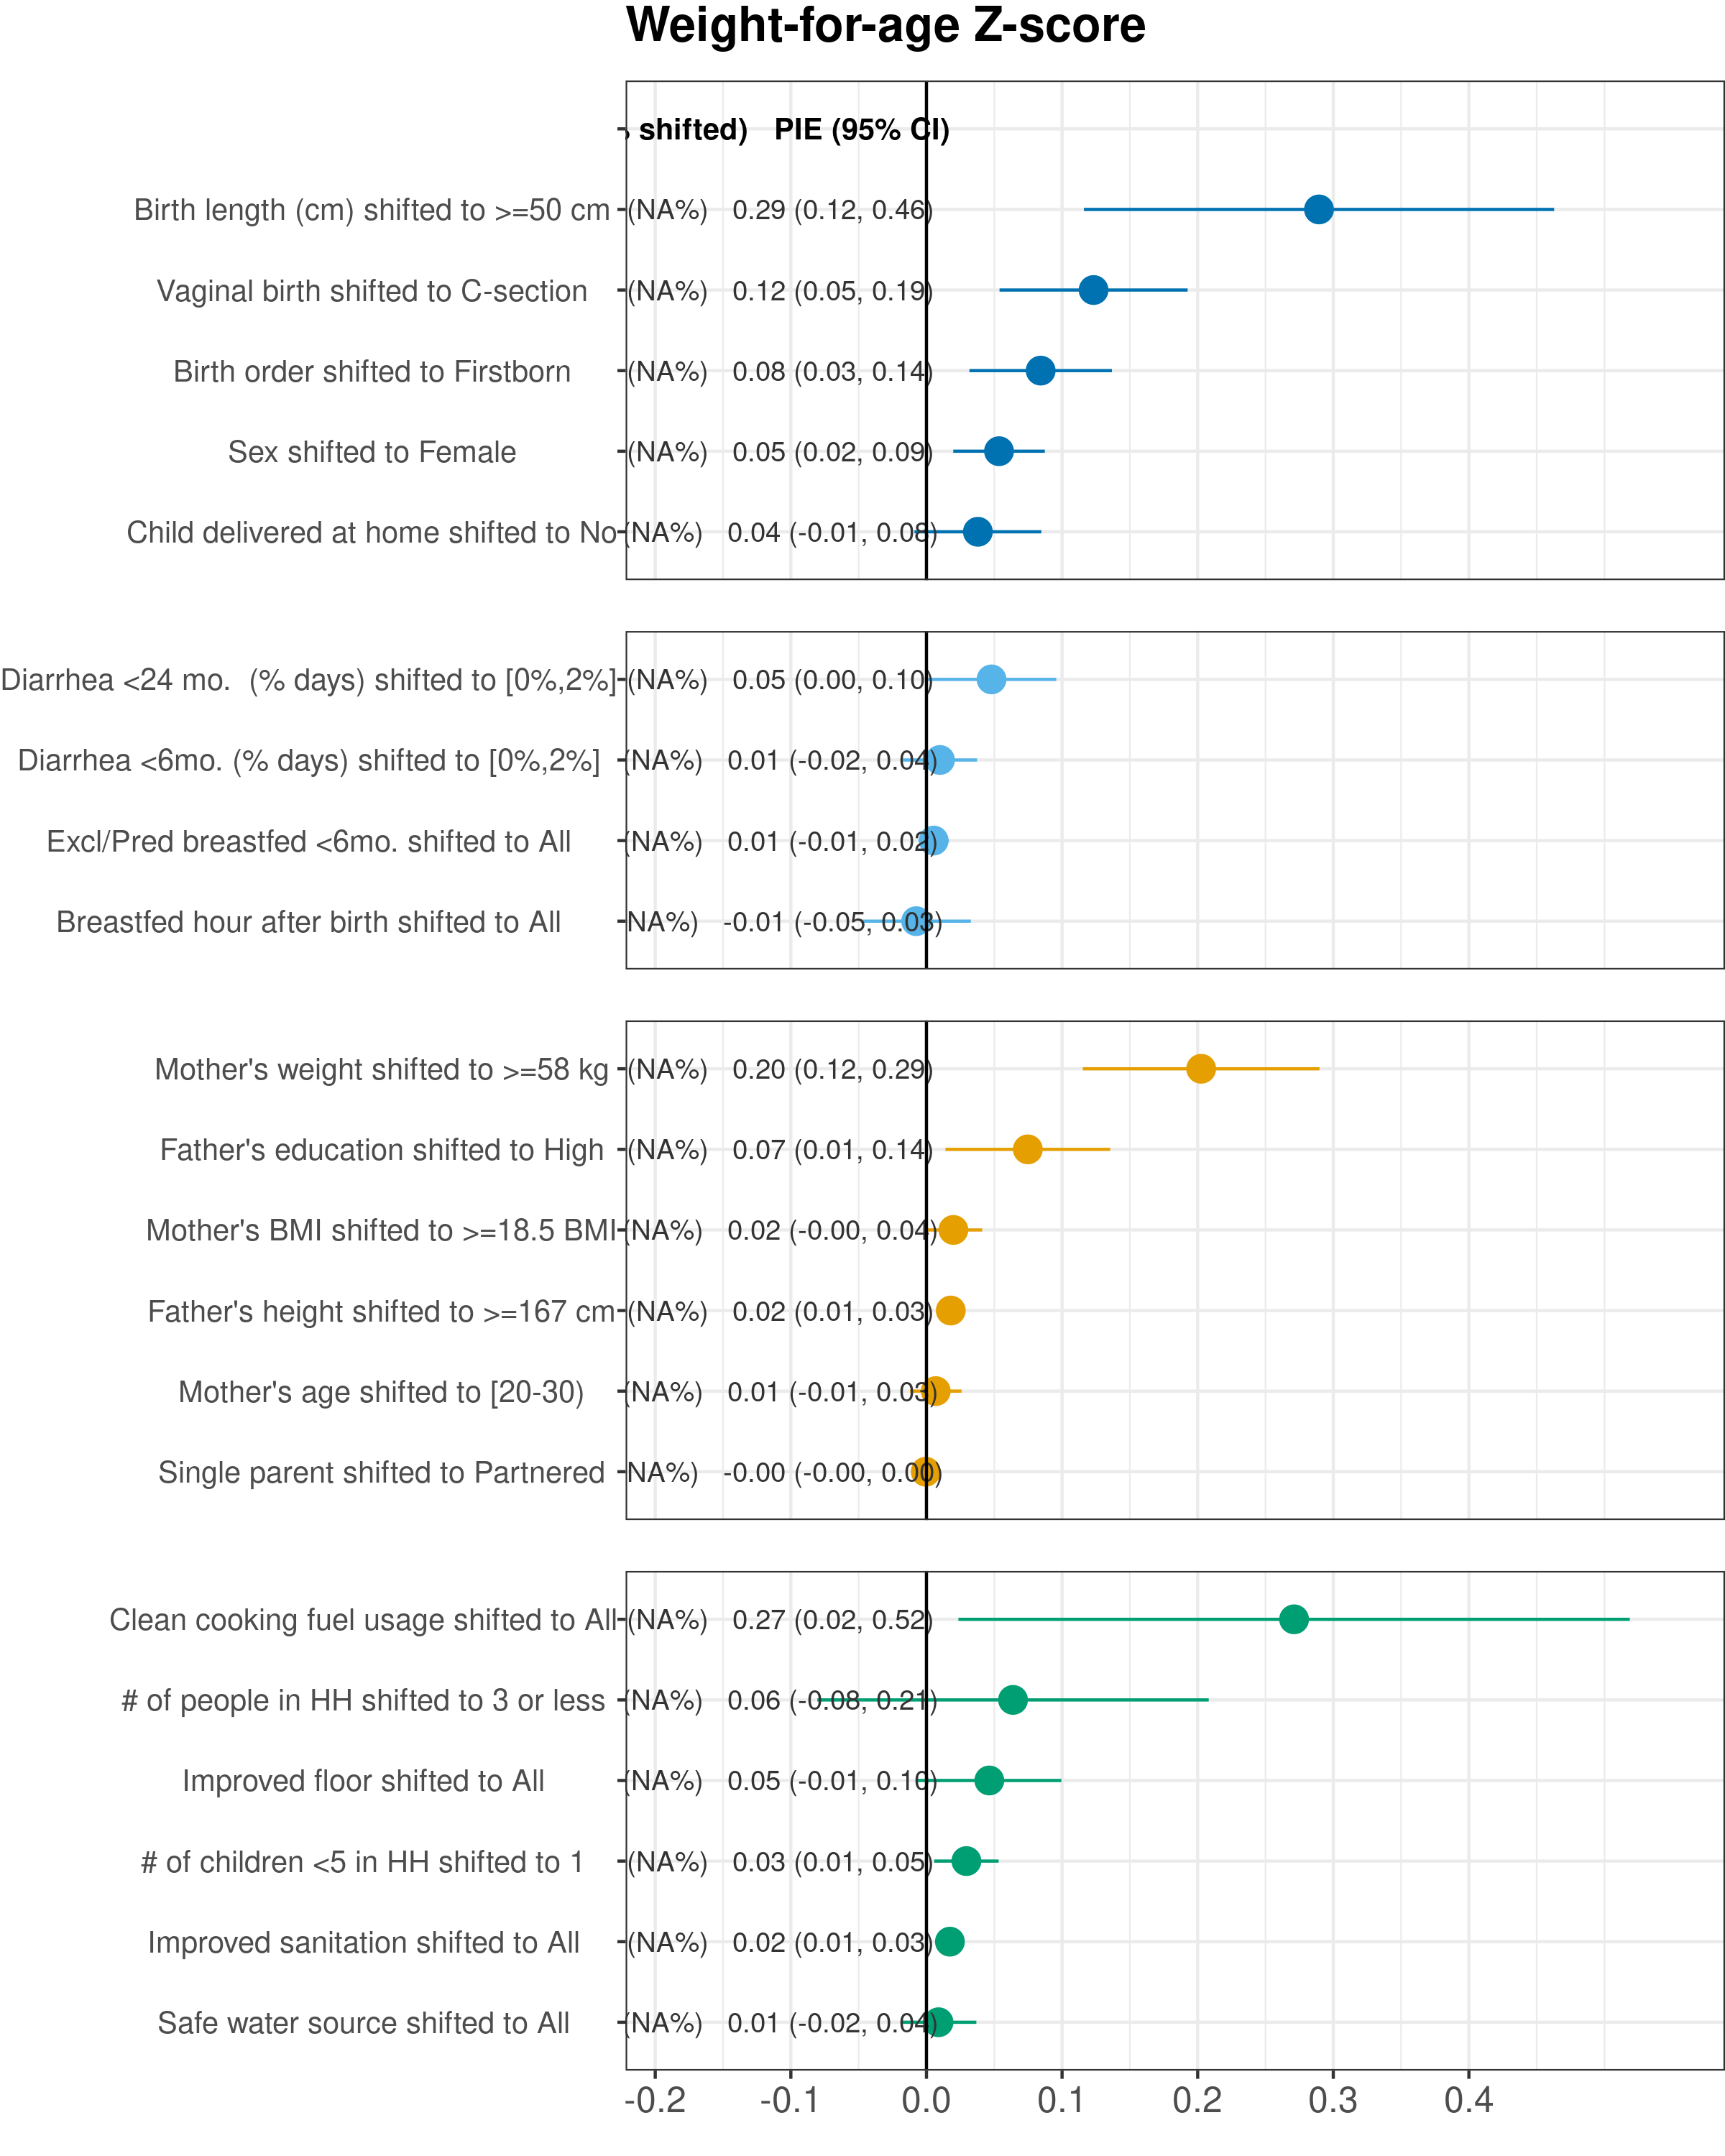 Weight-for-age Z-score
shifted) PIE (95% CI)
Birth length (cm) shifted to >=50 cm (NA%) 0.29 (0.12, 0.46)
Vaginal birth shifted to C-section (NA%) 0.12 (0.05, 0.19)
Birth order shifted to Firstborn (NA%) 0.08 (0.03, 0.14)
Sex shifted to Female (NA%) 0.05 (0.02, 0.09)
Child delivered at home shifted to No (NA%) 0.04 (-0.01, 0.08)
Diarrhea <24 mo. (% days) shifted to [0%,2%] (NA%) 0.05 (0.00, 0.10)
Diarrhea <6mo. (% days) shifted to [0%,2%] (NA%) 0.01 (-0.02, 0.04)
Excl/Pred breastfed <6mo. shifted to All (NA%) 0.01 (-0.01, 0.02)
Breastfed hour after birth shifted to All NA%) -0.01 (-0.05, 0.03)
Mother's weight shifted to >=58 kg (NA%) 0.20 (0.12, 0.29)
Father's education shifted to High (NA%) 0.07 (0.01, 0.14)
Mother's BMI shifted to >=18.5 BMI (NA%) 0.02 (-0.00, 0.04)
Father's height shifted to >=167 cm (NA%) 0.02 (0.01, 0.03)
Mother's age shifted to [20-30) (NA%) 0.01 (-0.01, 0.03)
Single parent shifted to Partnered NA%) -0.00 (-0.00, 0.00)
Clean cooking fuel usage shifted to All (NA%) 0.27 (0.02, 0.52)
# of people in HH shifted to 3 or less (NA%) 0.06 (-0.08, 0.21)
Improved floor shifted to All (NA%) 0.05 (-0.01, 0.10)
# of children <5 in HH shifted to 1 (NA%) 0.03 (0.01, 0.05)
Improved sanitation shifted to All (NA%) 0.02 (0.01, 0.03)
Safe water source shifted to All (NA%) 0.01 (-0.02, 0.04)
-0.2 -0.1 0.0 0.1 0.2 0.3 0.4